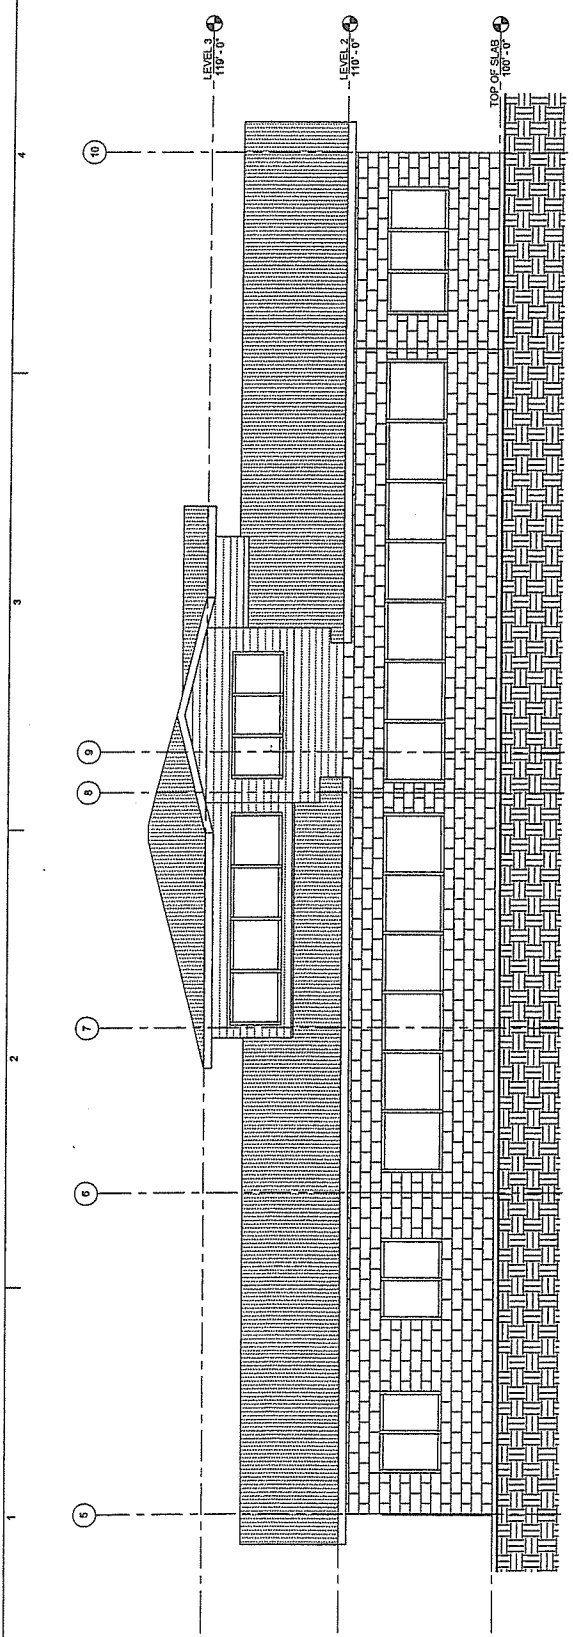 1
2
3
4
5
6
7
8
9
10
LEVEL 3
119' - 0"
LEVEL 2
110' - 0"
TOP OF SLAB
100' - 0"